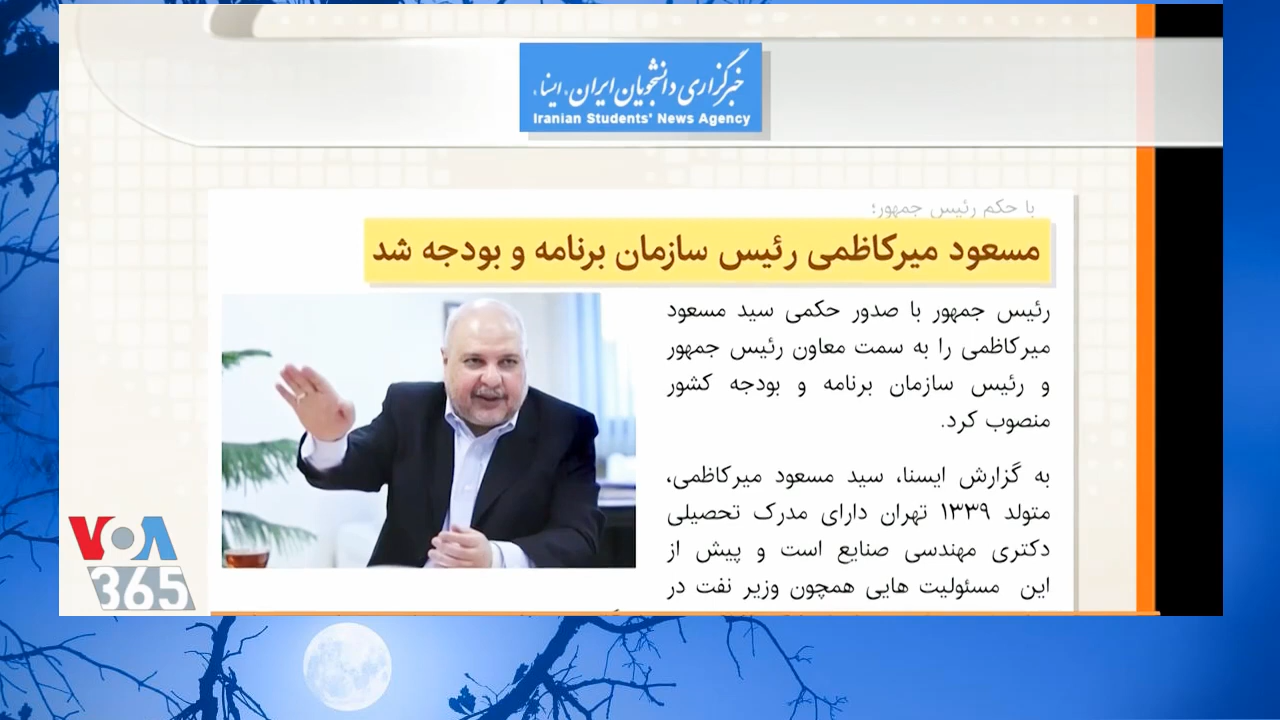 خبرگزاری دانشجویان ایران، ایسنا،
Iranian Students' News Agency
با حکم رئیس جمهور؛
مسعود میرکاظمی رئیس سازمان برنامه و بودجه شد
رئیس جمهور با صدور حکمی سید مسعود
میرکاظمی را به سمت معاون رئیس جمهور
و رئیس سازمان برنامه و بودجه کشور
منصوب کرد.
به گزارش ایسنا، سید مسعود میرکاظمی،
متولد ۱۳۳۹ تهران دارای مدرک تحصیلی
دکتری مهندسی صنایع است و پیش از
این مسئولیت هایی همچون وزیر نفت در
VOA
365